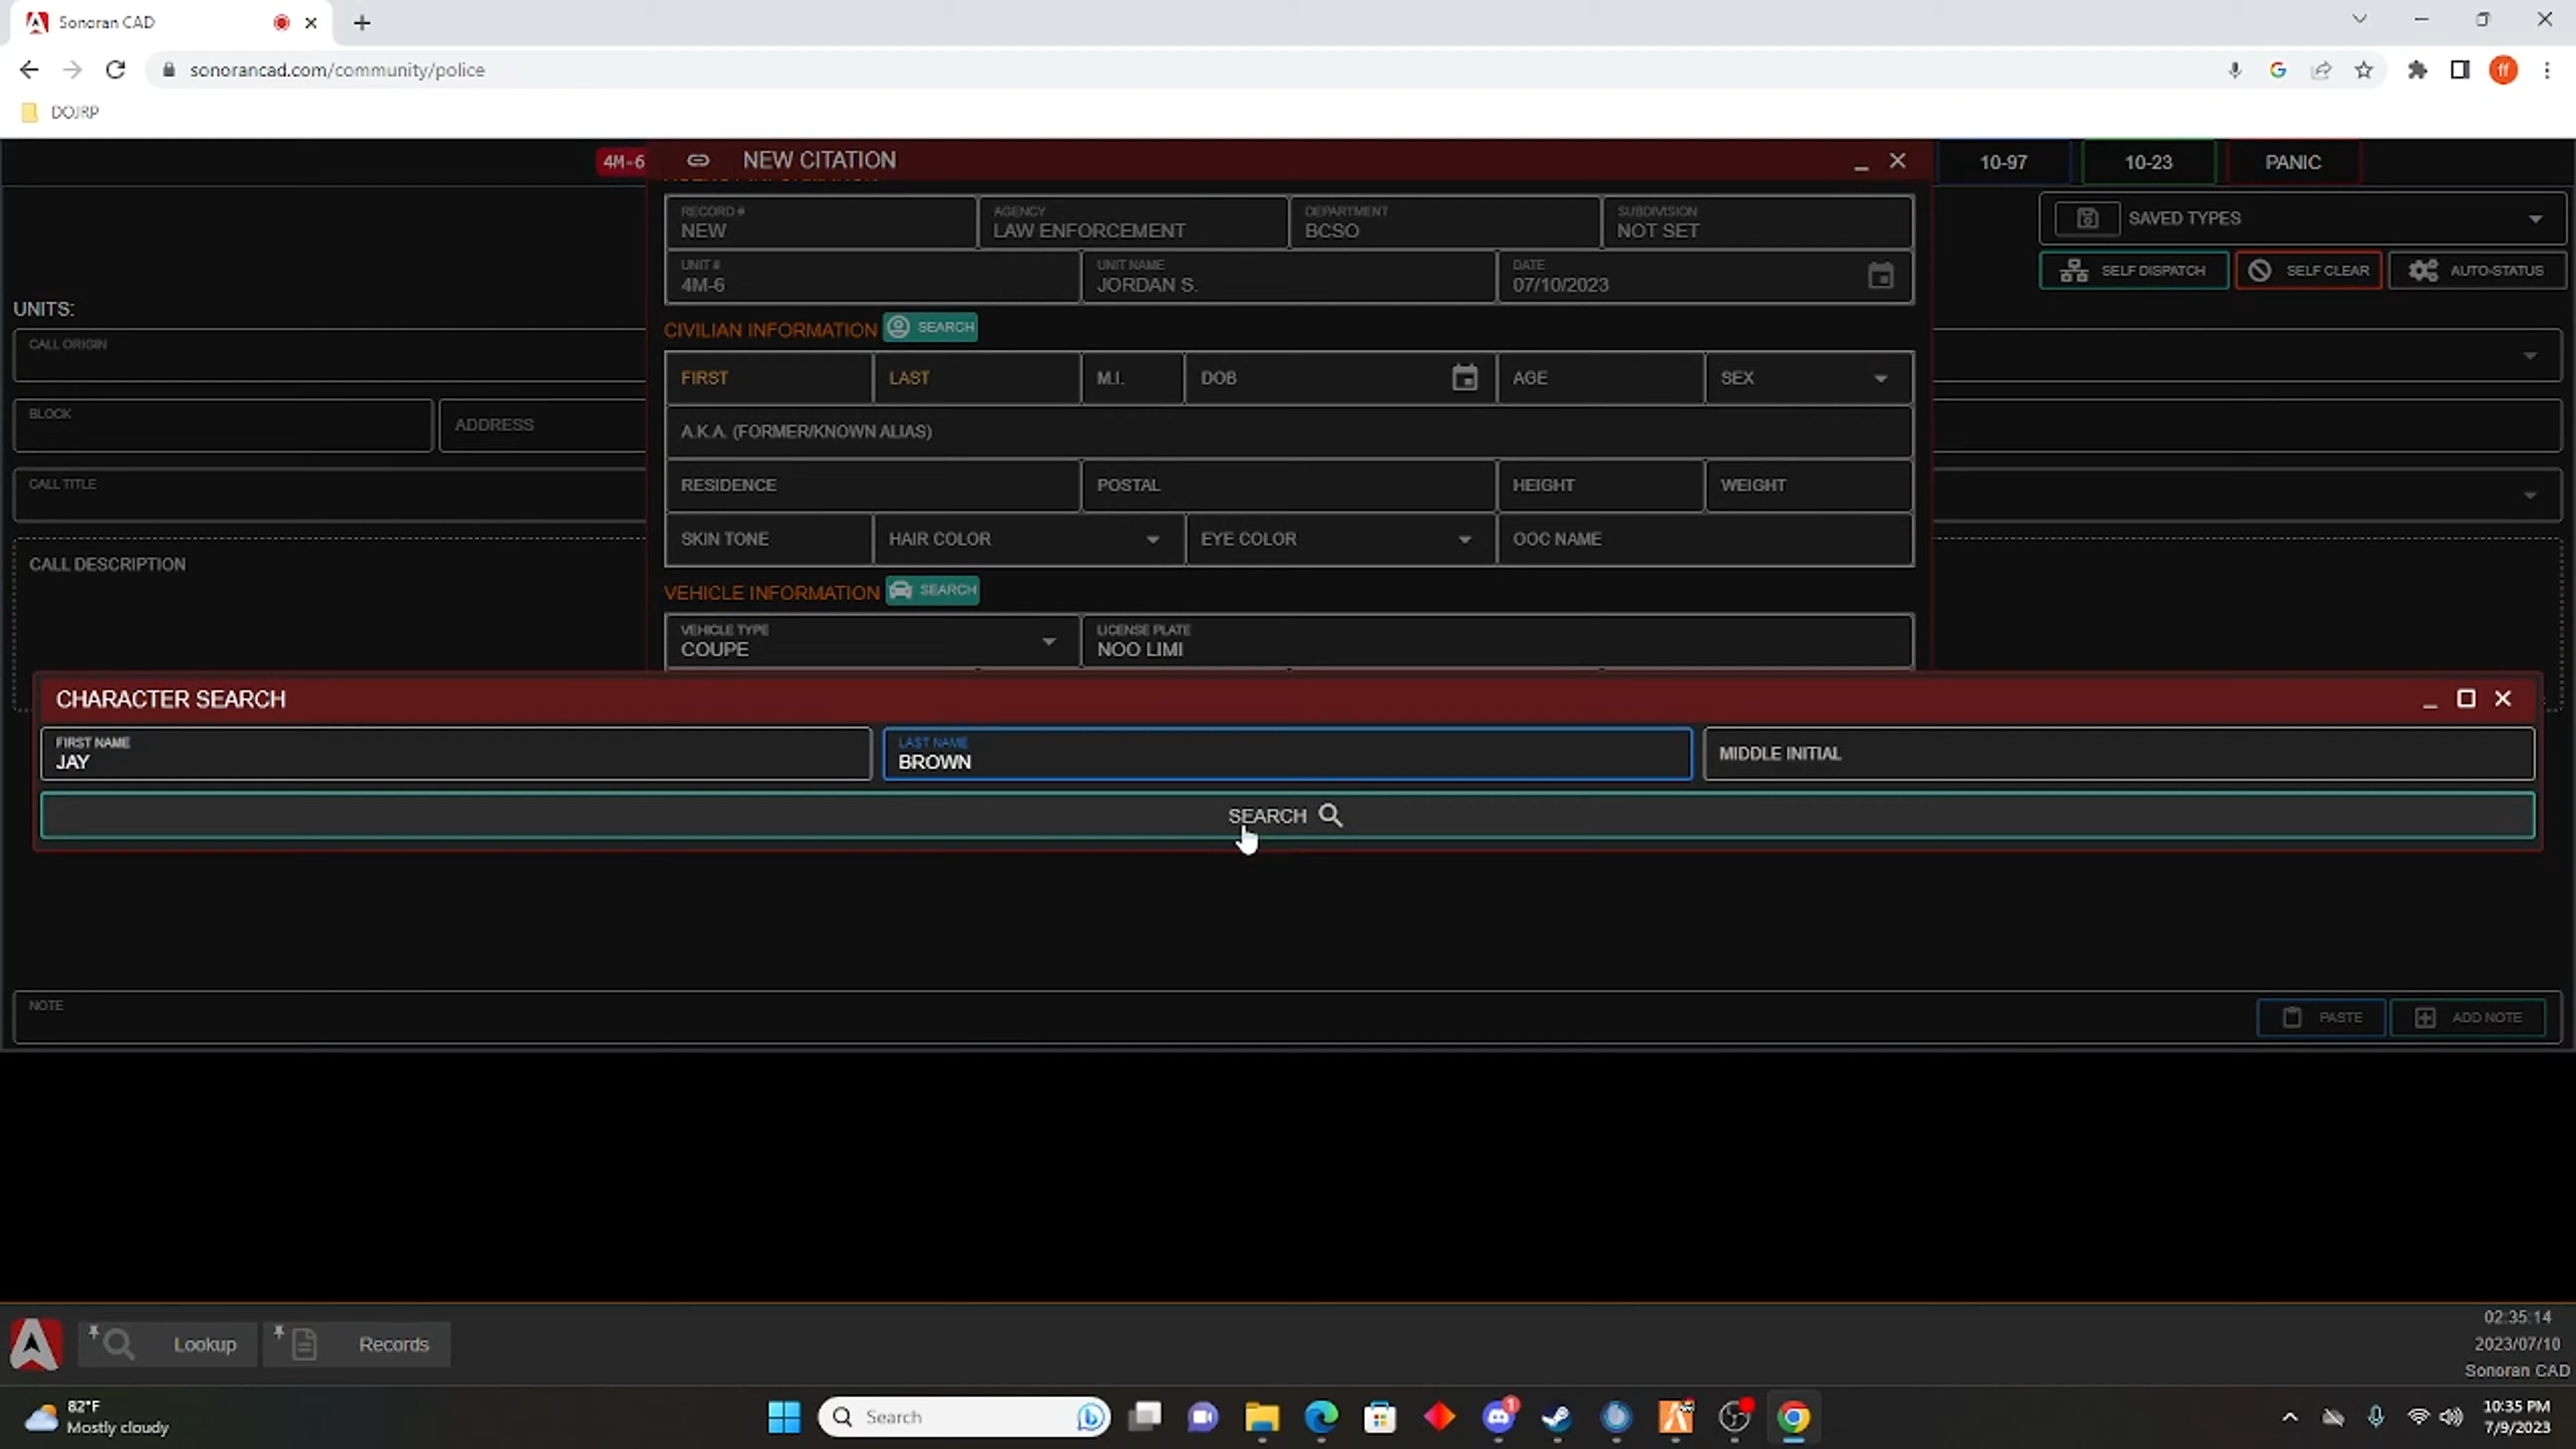 Sonoran CAD
sonorancad.com/community/police
ff
DOJRP
4M-6
NEW CITATION
10-97
10-23
PANIC
RECORD #
NEW
AGENCY
LAW ENFORCEMENT
DEPARTMENT
BCSO
SUBDIVISION
NOT SET
SAVED TYPES
UNIT #
4M-6
UNIT NAME
JORDAN S.
DATE
07/10/2023
SELF DISPATCH
SELF CLEAR
AUTO-STATUS
UNITS:
CIVILIAN INFORMATION
SEARCH
CALL ORIGIN
FIRST
LAST
M.I.
DOB
AGE
SEX
BLOCK
ADDRESS
A.K.A. (FORMER/KNOWN ALIAS)
CALL TITLE
RESIDENCE
POSTAL
HEIGHT
WEIGHT
SKIN TONE
HAIR COLOR
EYE COLOR
OOC NAME
CALL DESCRIPTION
VEHICLE INFORMATION
SEARCH
VEHICLE TYPE
COUPE
LICENSE PLATE
NOO LIMI
CHARACTER SEARCH
FIRST NAME
JAY
LAST NAME
BROWN
MIDDLE INITIAL
SEARCH
NOTE
PASTE
ADD NOTE
Lookup
Records
02:35:14
2023/07/10
Sonoran CAD
82°F
Mostly cloudy
Search
1
10:35 PM
7/9/2023